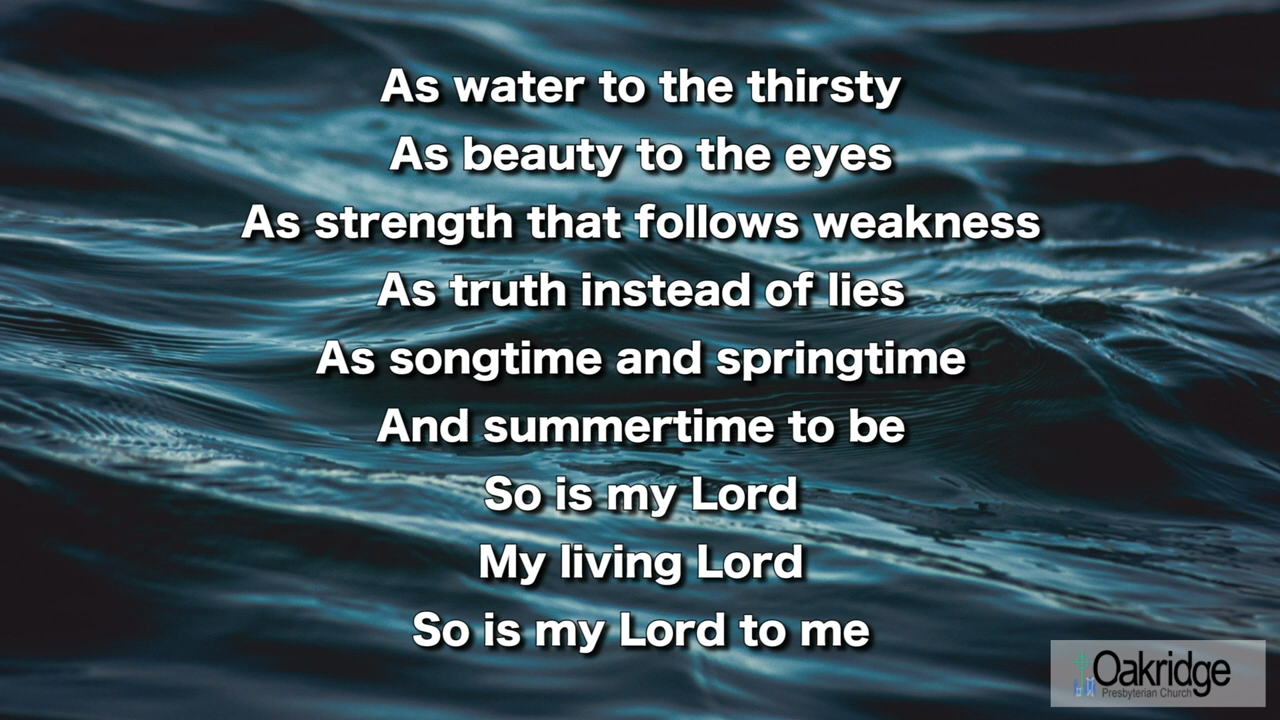 As water to the thirsty
As beauty to the eyes
As strength that follows weakness
As truth instead of lies
As songtime and springtime
And summertime to be
So is my Lord
My living Lord
So is my Lord to me
Oakridge
Presbyterian Church